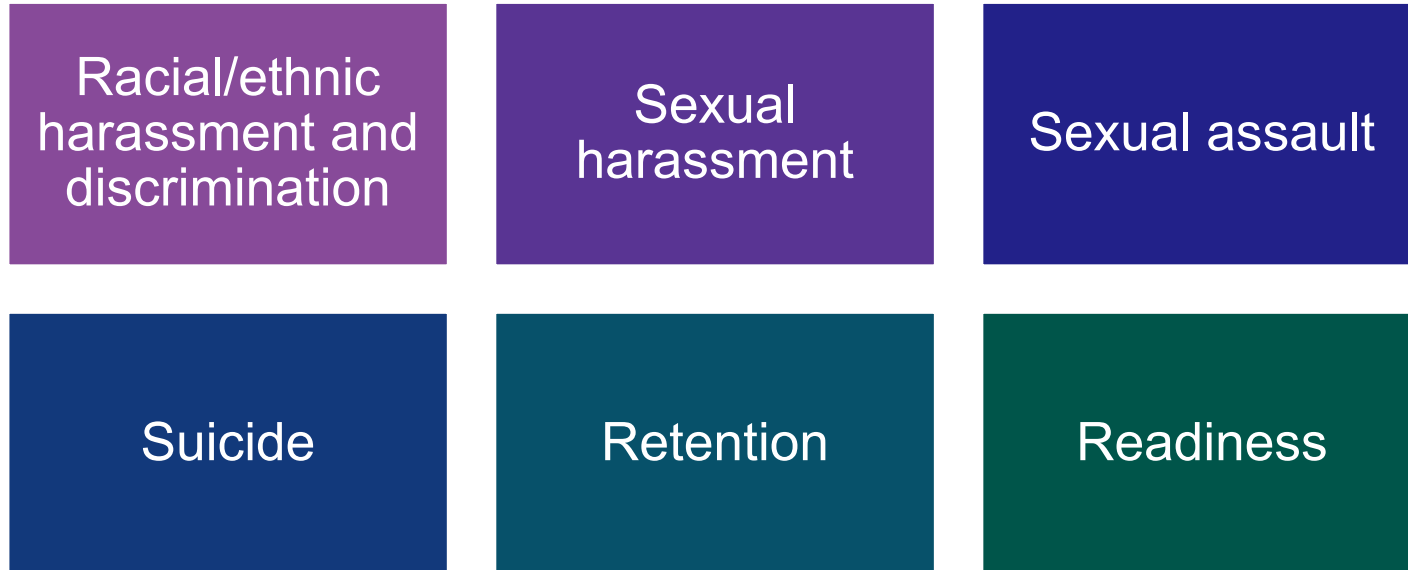 Racial/ethnic
harassment and
discrimination
Sexual
harassment
Sexual assault
Suicide
Retention
Readiness